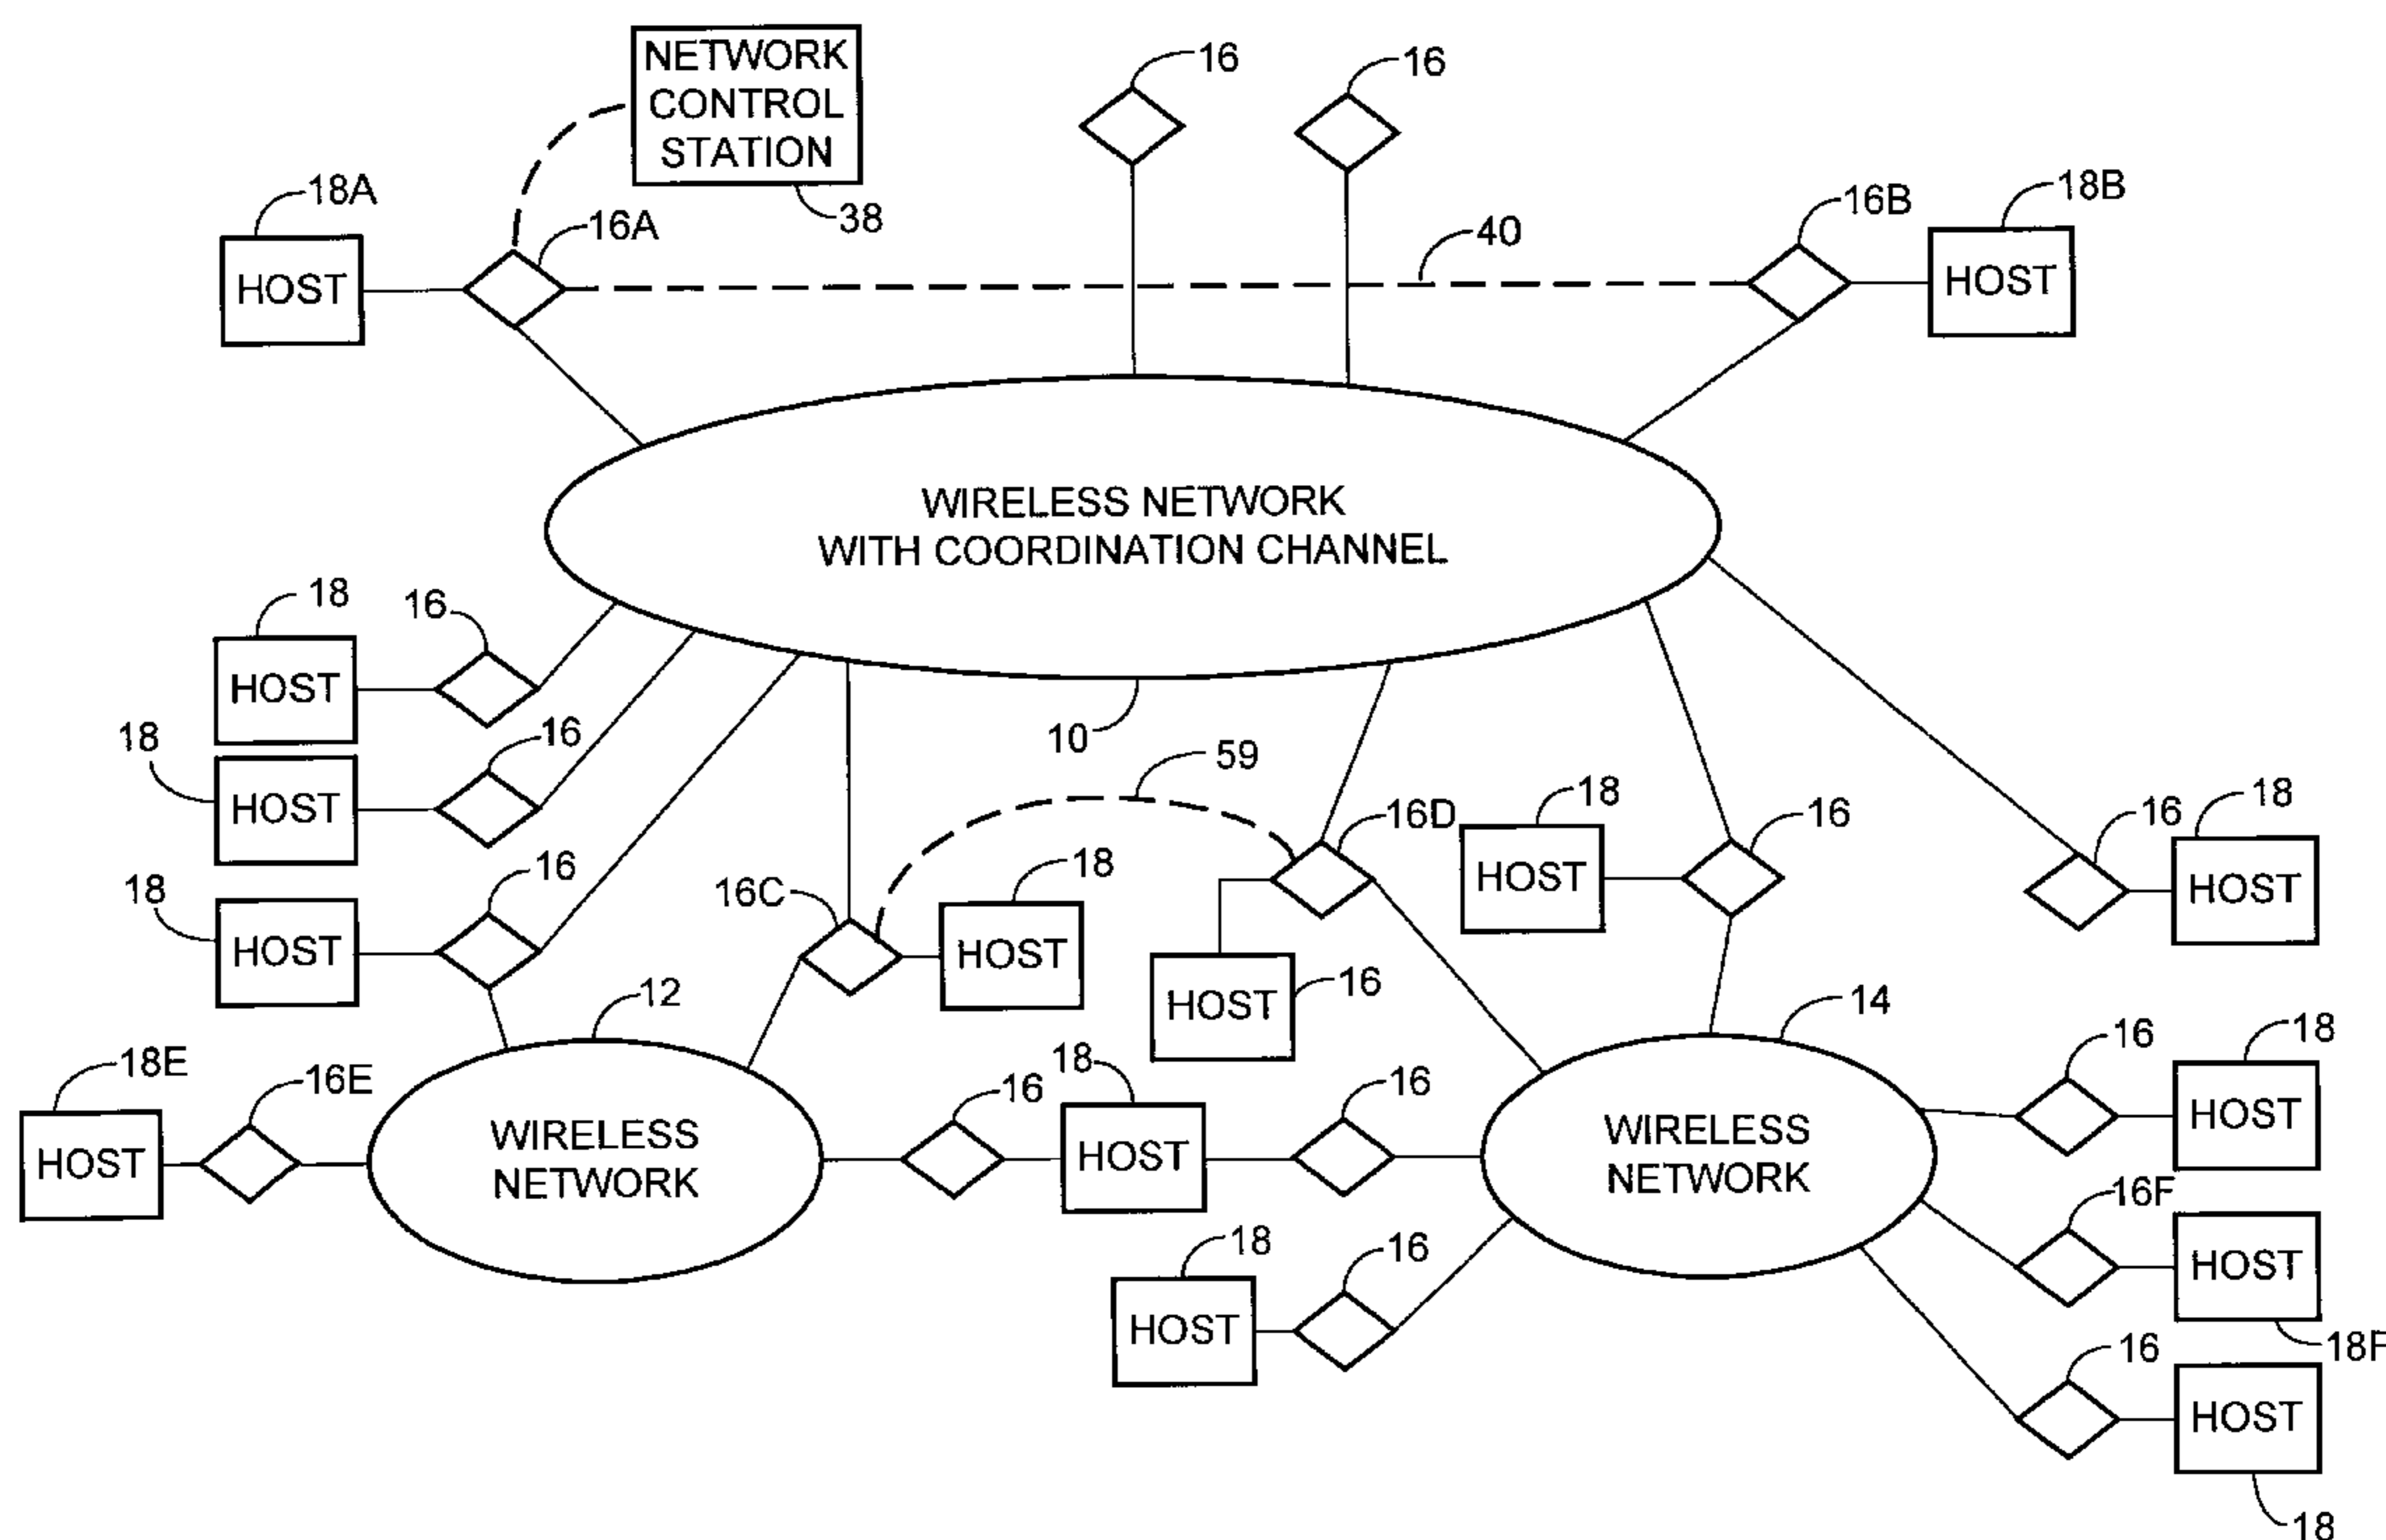 NETWORK
CONTROL
STATION
38
16
16
18A
HOST
16A
40
16B
18B
HOST
WIRELESS NETWORK
WITH COORDINATION CHANNEL
10
18
HOST
16
18
HOST
16
18
HOST
16
59
16C
18
HOST
16D
HOST
16
18
HOST
16
16
18
HOST
12
WIRELESS
NETWORK
18E
HOST
16E
16
18
HOST
16
14
WIRELESS
NETWORK
16
18
HOST
16F
HOST
18F
18
HOST
16
16
HOST
18